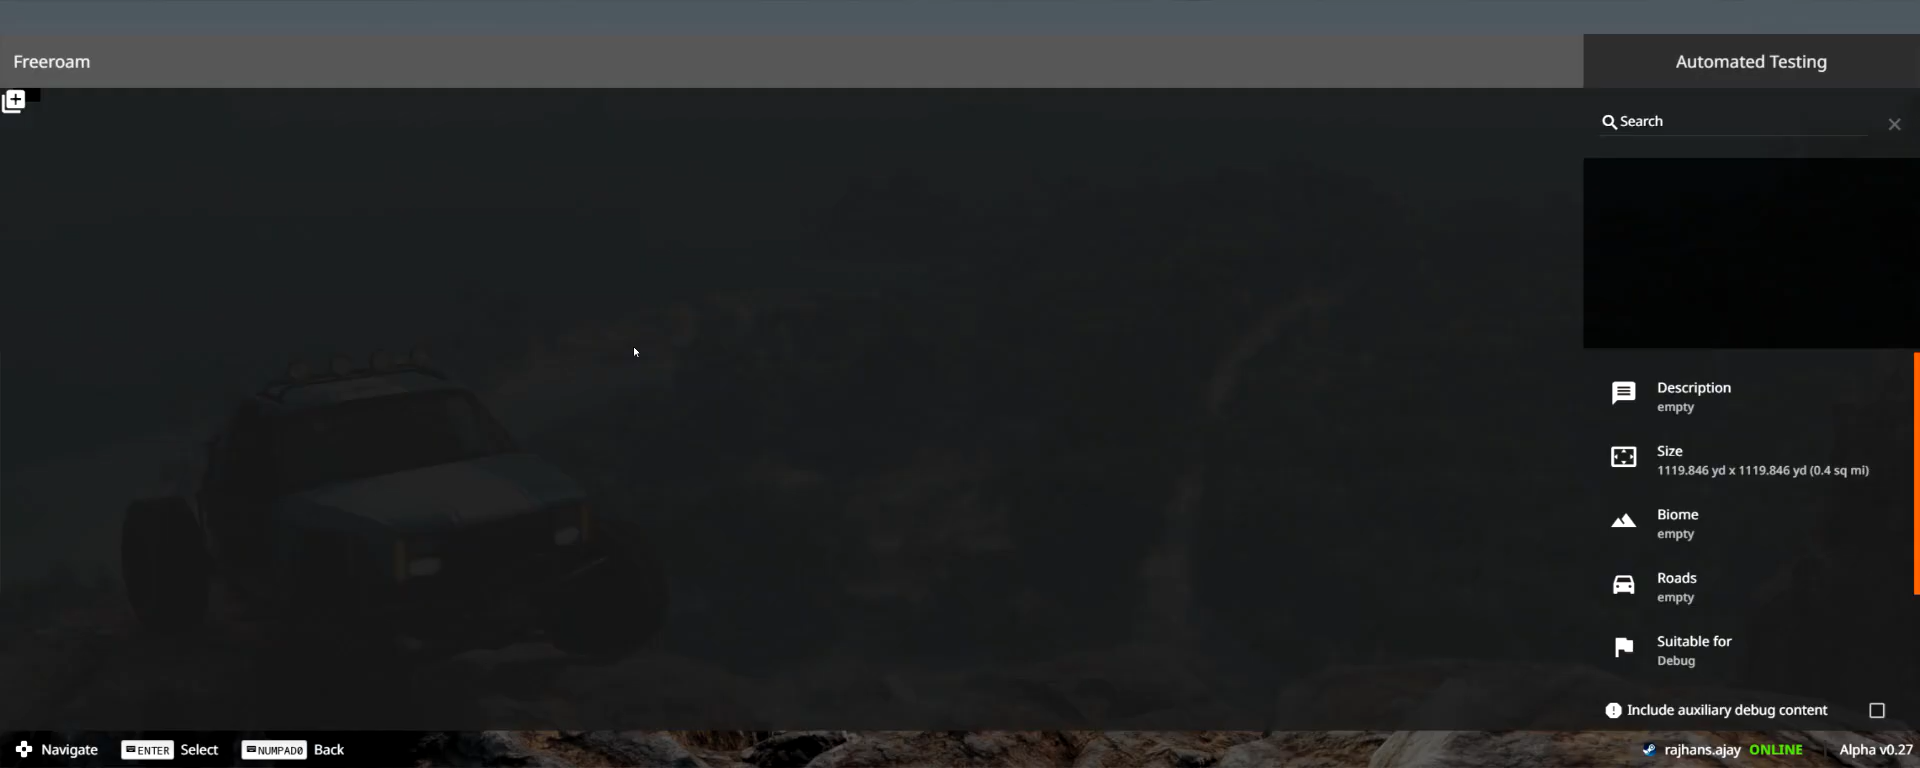 Freeroam
Automated Testing
Search
Description
empty
Size
1119.846 yd x 1119.846 yd (0.4 sq mi)
Biome
empty
Roads
empty
Suitable for
Debug
Include auxiliary debug content
Navigate ENTER Select NUMPAD0 Back
rajhans.ajay ONLINE Alpha v0.27